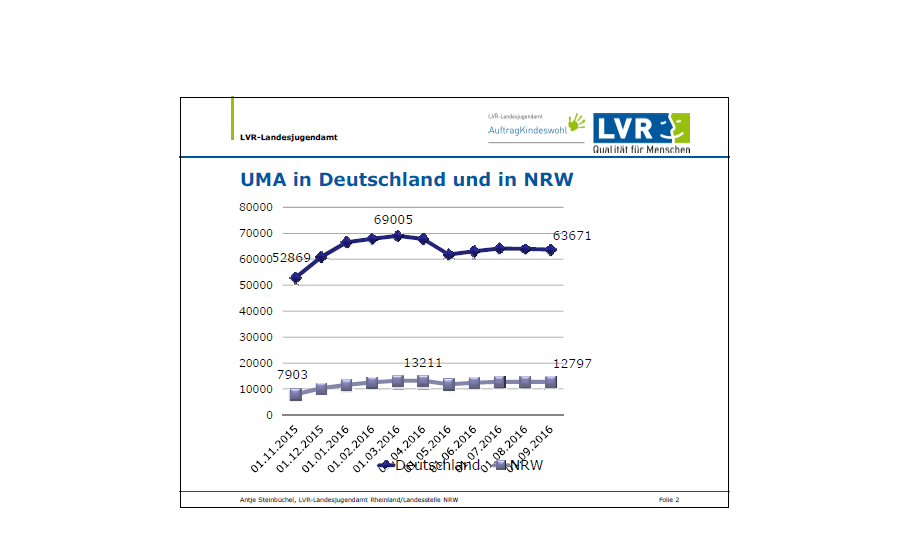 LVR-Landesjugendamt
LVR-Landesjugendamt
AuftragKindeswohl
LVR
Qualität für Menschen
UMA in Deutschland und in NRW
80000
70000
60000
50000
40000
30000
20000
10000
0
52869
69005
63671
7903
13211
12797
01.11.2015
01.12.2015
01.01.2016
01.02.2016
01.03.2016
01.04.2016
01.05.2016
01.06.2016
01.07.2016
01.08.2016
01.09.2016
Deutschland
NRW
Antje Steinbüchel, LVR-Landesjugendamt Rheinland/Landesstelle NRW
Folie 2